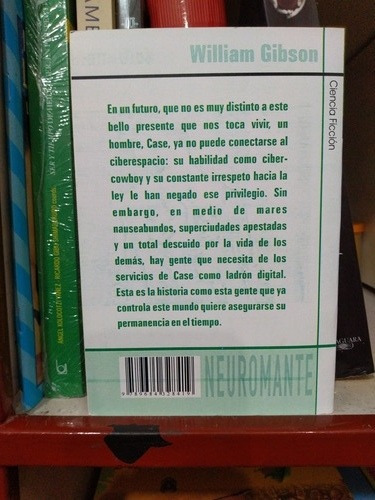 William Gibson
Ciencia Ficción
En un futuro, que no es muy distinto a este
bello presente que nos toca vivir, un
hombre, Case, ya no puede conectarse al
ciberespacio: su habilidad como ciber-
cowboy y su constante irrespeto hacia la
ley le han negado ese privilegio. Sin
embargo, en medio de mares
nauseabundos, superciudades apestadas
y un total descuido por la vida de los
demás, hay gente que necesita de los
servicios de Case como ladrón digital.
Esta es la historia como esta gente que ya
controla este mundo quiere asegurarse su
permanencia en el tiempo.
NEUROMANTE